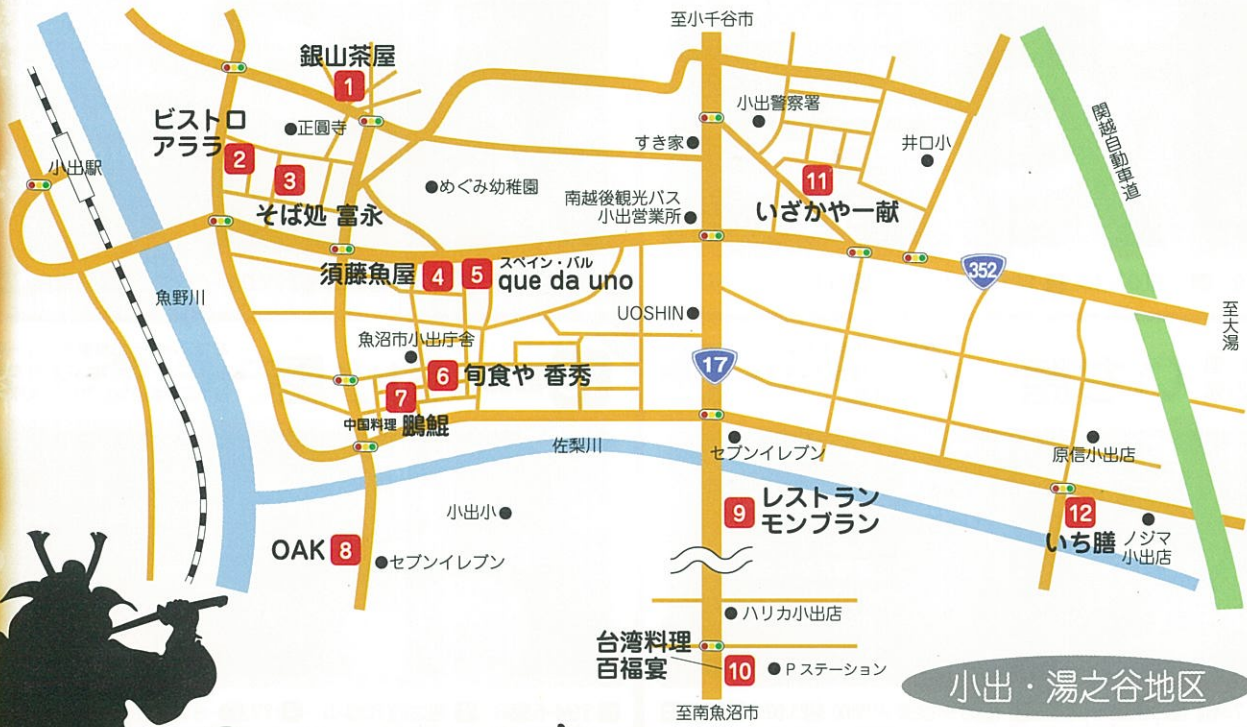 至小千谷市
銀山茶屋
1
ビストロ
アララ
2
正圓寺
3
そば処 富永
小出駅
めぐみ幼稚園
すき家
小出警察署
井口小
11
いざかや一献
南越後観光バス
小出営業所
関越自動車道
須藤魚屋
4
5
スペイン・バル
que da uno
352
至大湯
魚野川
UOSHIN
魚沼市小出庁舎
17
6
旬食や 香秀
7
中国料理 鵬鯤
佐梨川
セブンイレブン
原信小出店
小出小
9
レストラン
モンブラン
12
いち膳
ノジマ
小出店
OAK
8
セブンイレブン
ハリカ小出店
台湾料理
百福宴
10
Pステーション
小出・湯之谷地区
至南魚沼市